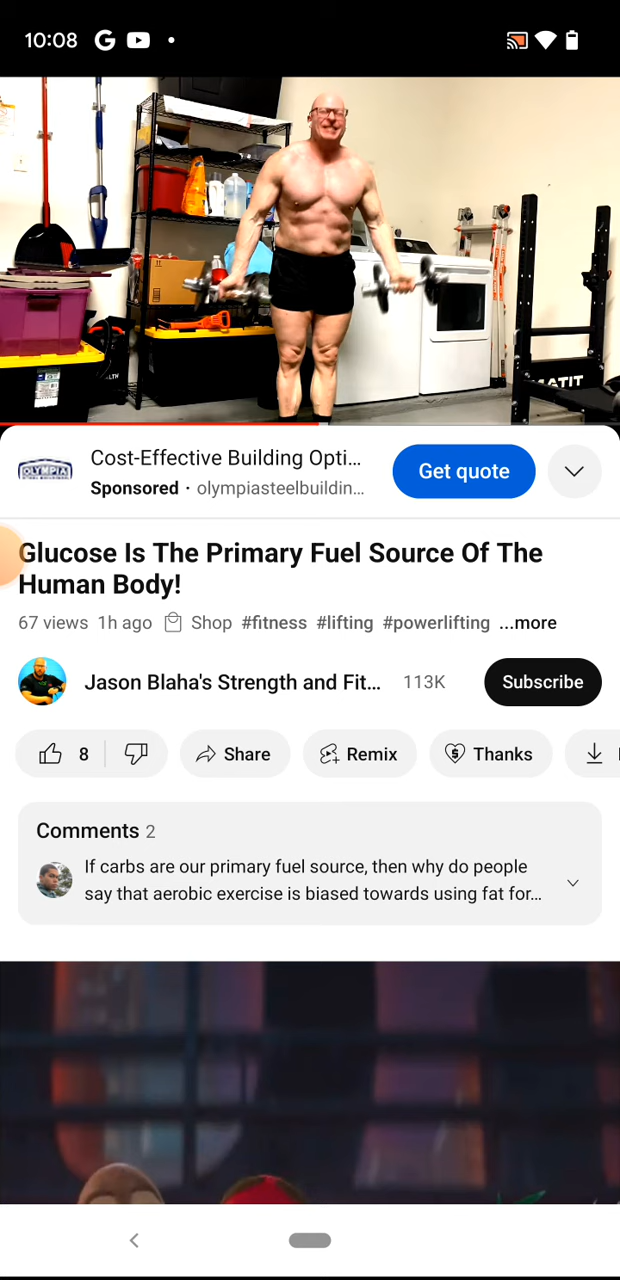 10:08
MATIT
OLYMPIA
Cost-Effective Building Opti...
Sponsored · olympiasteelbuildin...
Get quote
Glucose Is The Primary Fuel Source Of The
Human Body!
67 views 1h ago Shop #fitness #lifting #powerlifting ...more
Jason Blaha's Strength and Fit... 113K
Subscribe
8
Share
Remix
Thanks
Comments 2
If carbs are our primary fuel source, then why do people
say that aerobic exercise is biased towards using fat for...